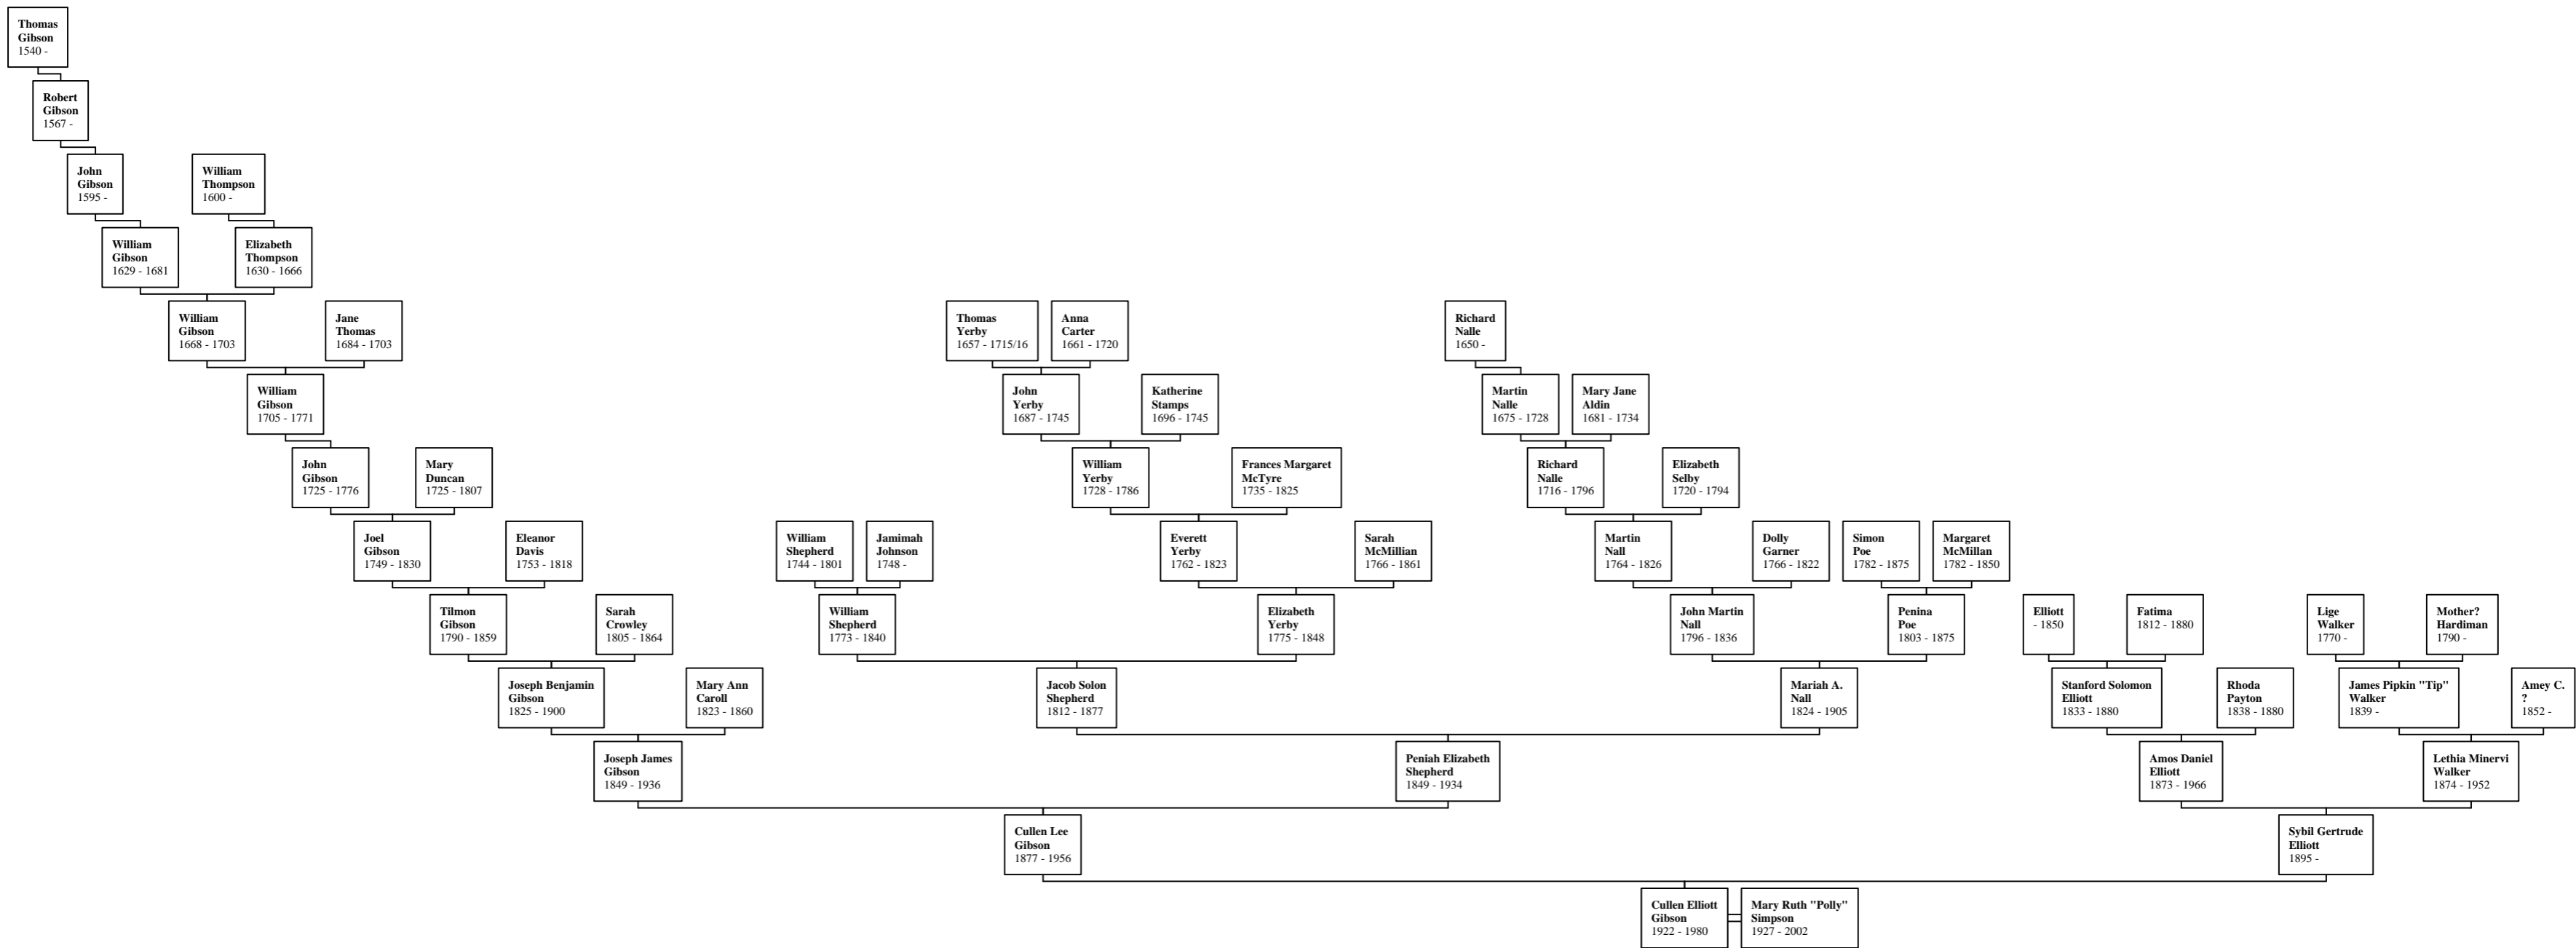 Thomas
Gibson
1540 -
Robert
Gibson
1567 -
John
Gibson
1595 -
William
Thompson
1600 -
William
Gibson
1629 - 1681
Elizabeth
Thompson
1630 - 1666
William
Gibson
1668 - 1703
Jane
Thomas
1684 - 1703
Thomas
Yerby
1657 - 1715/16
Anna
Carter
1661 - 1720
Richard
Nalle
1650 -
William
Gibson
1705 - 1771
John
Yerby
1687 - 1745
Katherine
Stamps
1696 - 1745
Martin
Nalle
1675 - 1728
Mary Jane
Aldin
1681 - 1734
John
Gibson
1725 - 1776
Mary
Duncan
1725 - 1807
William
Yerby
1728 - 1786
Frances Margaret
McTyre
1735 - 1825
Richard
Nalle
1716 - 1796
Elizabeth
Selby
1720 - 1794
Joel
Gibson
1749 - 1830
Eleanor
Davis
1753 - 1818
William
Shepherd
1744 - 1801
Jamimah
Johnson
1748 -
Everett
Yerby
1762 - 1823
Sarah
McMillian
1766 - 1861
Martin
Nall
1764 - 1826
Dolly
Garner
1766 - 1822
Simon
Poe
1782 - 1875
Margaret
McMillan
1782 - 1850
Tilmon
Gibson
1790 - 1859
Sarah
Crowley
1805 - 1864
William
Shepherd
1773 - 1840
Elizabeth
Yerby
1775 - 1848
John Martin
Nall
1796 - 1836
Penina
Poe
1803 - 1875
Elliott
- 1850
Fatima
1812 - 1880
Lige
Walker
1770 -
Mother?
Hardiman
1790 -
Joseph Benjamin
Gibson
1825 - 1900
Mary Ann
Caroll
1823 - 1860
Jacob Solon
Shepherd
1812 - 1877
Mariah A.
Nall
1824 - 1905
Stanford Solomon
Elliott
1833 - 1880
Rhoda
Payton
1838 - 1880
James Pipkin "Tip"
Walker
1839 -
Amey C.
?
1852 -
Joseph James
Gibson
1849 - 1936
Peniah Elizabeth
Shepherd
1849 - 1934
Amos Daniel
Elliott
1873 - 1966
Lethia Minervi
Walker
1874 - 1952
Cullen Lee
Gibson
1877 - 1956
Sybil Gertrude
Elliott
1895 -
Cullen Elliott
Gibson
1922 - 1980
Mary Ruth "Polly"
Simpson
1927 - 2002